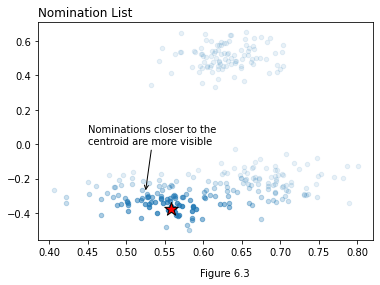 Nomination List
0.6
0.4
0.2
0.0
−0.2
−0.4
Nominations closer to the
centroid are more visible
0.40 0.45 0.50 0.55 0.60 0.65 0.70 0.75 0.80
Figure 6.3